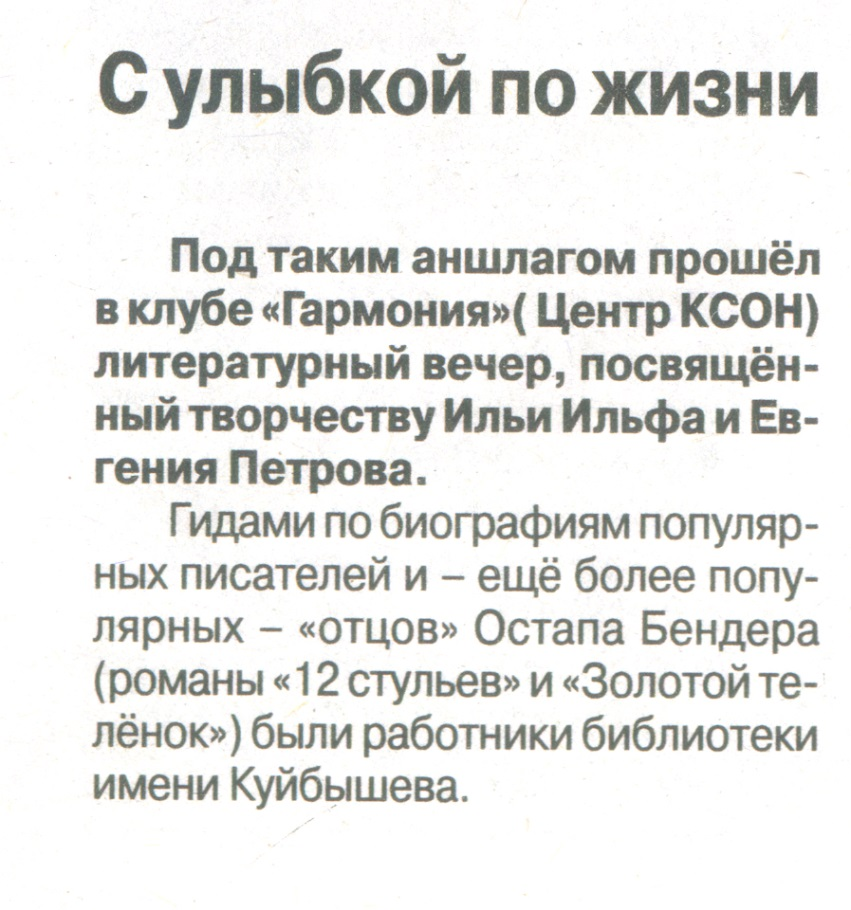 С улыбкой по жизни
Под таким аншлагом прошёл
в клубе «Гармония»( Центр КСОН)
литературный вечер, посвящён-
ный творчеству Ильи Ильфа и Ев-
гения Петрова.
Гидами по биографиям популяр-
ных писателей и – ещё более попу-
лярных – «отцов» Остапа Бендера
(романы «12 стульев» и «Золотой те-
лёнок») были работники библиотеки
имени Куйбышева.